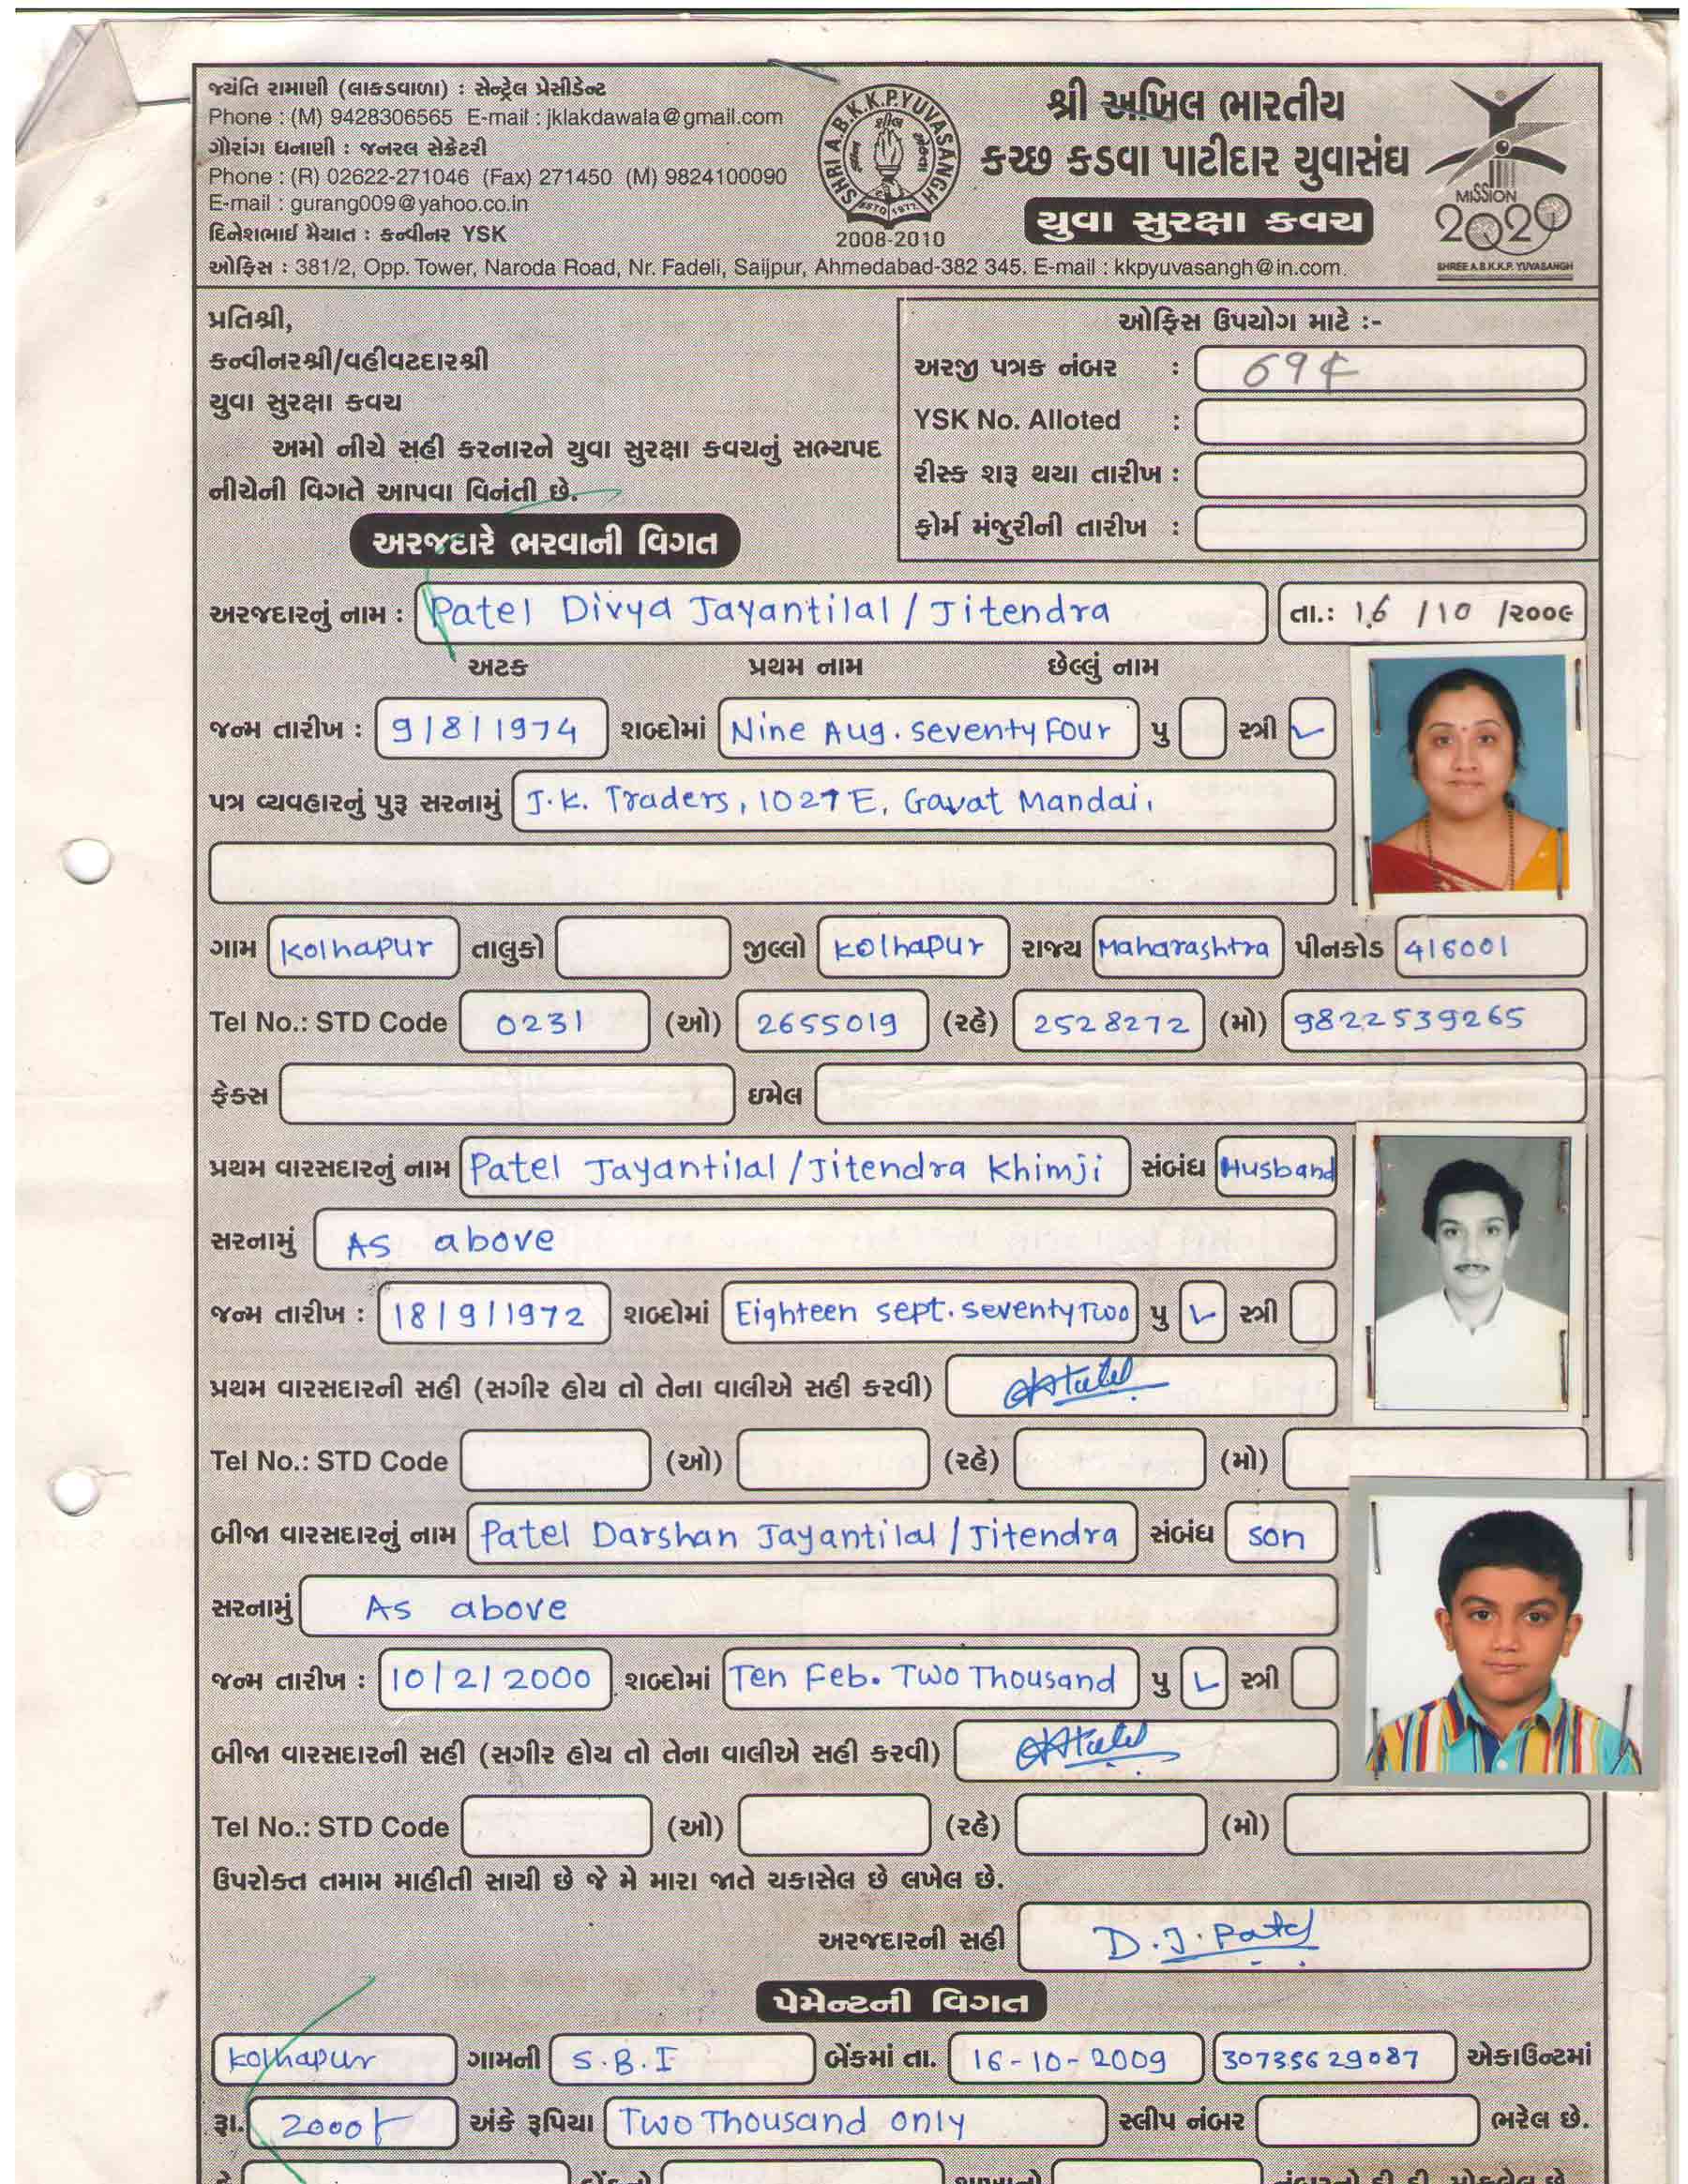 જ્યંતિ રામાણી (લાકડવાળા) : સેન્ટ્રેલ પ્રેસીડેન્ટ
Phone : (M) 9428306565 E-mail : jklakdawala@gmail.com
ગૌરાંગ ધનાણી : જનરલ સેક્રેટરી
Phone : (R) 02622-271046 (Fax) 271450 (M) 9824100090
E-mail : gurang009@yahoo.co.in
દિનેશભાઈ મૈયાત : કન્વીનર YSK
SHRI A.B.K.K.P.YUVASANGH
ESTD 1977
2008-2010
શ્રી અખિલ ભારતીય
કચ્છ કડવા પાટીદાર યુવાસંઘ
યુવા સુરક્ષા કવચ
MISSION
2020
SHREE A.B.K.K.P. YUVASANGH
ઓફિસ : 381/2, Opp. Tower, Naroda Road, Nr. Fadeli, Saijpur, Ahmedabad-382 345. E-mail : kkpyuvasangh@in.com.
પ્રતિશ્રી,
કન્વીનરશ્રી/વહીવટદારશ્રી
યુવા સુરક્ષા કવચ
અમો નીચે સહી કરનારને યુવા સુરક્ષા કવચનું સભ્યપદ
નીચેની વિગતે આપવા વિનંતી છે.
ઓફિસ ઉપયોગ માટે :-
અરજી પત્રક નંબર :
YSK No. Alloted :
રીસ્ક શરૂ થયા તારીખ :
ફોર્મ મંજુરીની તારીખ :
અરજદારે ભરવાની વિગત
અરજદારનું નામ : Patel Divya Jayantilal / Jitendra તા.: 16 /10 /૨૦૦૯
અટક પ્રથમ નામ છેલ્લું નામ
જન્મ તારીખ : 9/8/1974 શબ્દોમાં Nine Aug. seventy Four પુ સ્ત્રી ✓
પત્ર વ્યવહારનું પુરૂ સરનામું J.K. Traders, 1027 E, Gavat Mandai,
ગામ Kolhapur તાલુકો જીલ્લો Kolhapur રાજ્ય Maharashtra પીનકોડ 416001
Tel No.: STD Code 0231 (ઓ) 2655019 (રહે) 2528272 (મો) 9822539265
ફેક્સ ઇમેલ
પ્રથમ વારસદારનું નામ Patel Jayantilal / Jitendra Khimji સંબંધ Husband
સરનામું As above
જન્મ તારીખ : 18/9/1972 શબ્દોમાં Eighteen sept. seventy Two પુ ✓ સ્ત્રી
પ્રથમ વારસદારની સહી (સગીર હોય તો તેના વાલીએ સહી કરવી)
Tel No.: STD Code (ઓ) (રહે) (મો)
બીજા વારસદારનું નામ Patel Darshan Jayantilal / Jitendra સંબંધ son
સરનામું As above
જન્મ તારીખ : 10/2/2000 શબ્દોમાં Ten Feb. Two Thousand પુ ✓ સ્ત્રી
બીજા વારસદારની સહી (સગીર હોય તો તેના વાલીએ સહી કરવી)
Tel No.: STD Code (ઓ) (રહે) (મો)
ઉપરોક્ત તમામ માહીતી સાચી છે જે મે મારા જાતે ચકાસેલ છે લખેલ છે.
અરજદારની સહી D.J. Patel
પેમેન્ટની વિગત
Kolhapur ગામની S.B.I બેંકમાં તા. 16-10-2009 30735629087 એકાઉન્ટમાં
રૂા. 2000/- અંકે રૂપિયા Two Thousand only સ્લીપ નંબર ભરેલ છે.